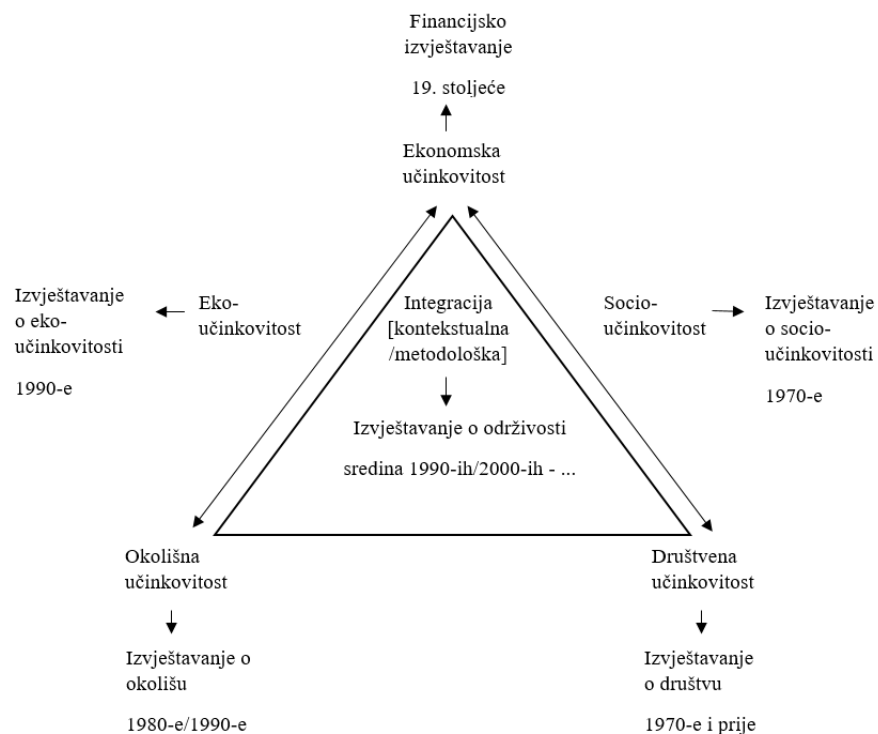 Financijsko
izvještavanje
19. stoljeće
Ekonomska
učinkovitost
Izvještavanje
o eko-
učinkovitosti
1990-e
Eko-
učinkovitost
Integracija
[kontekstualna
/metodološka]
Izvještavanje o održivosti
sredina 1990-ih/2000-ih - ...
Socio-
učinkovitost
Izvještavanje
o socio-
učinkovitosti
1970-e
Okolišna
učinkovitost
Izvještavanje o
okolišu
1980-e/1990-e
Društvena
učinkovitost
Izvještavanje
o društvu
1970-e i prije